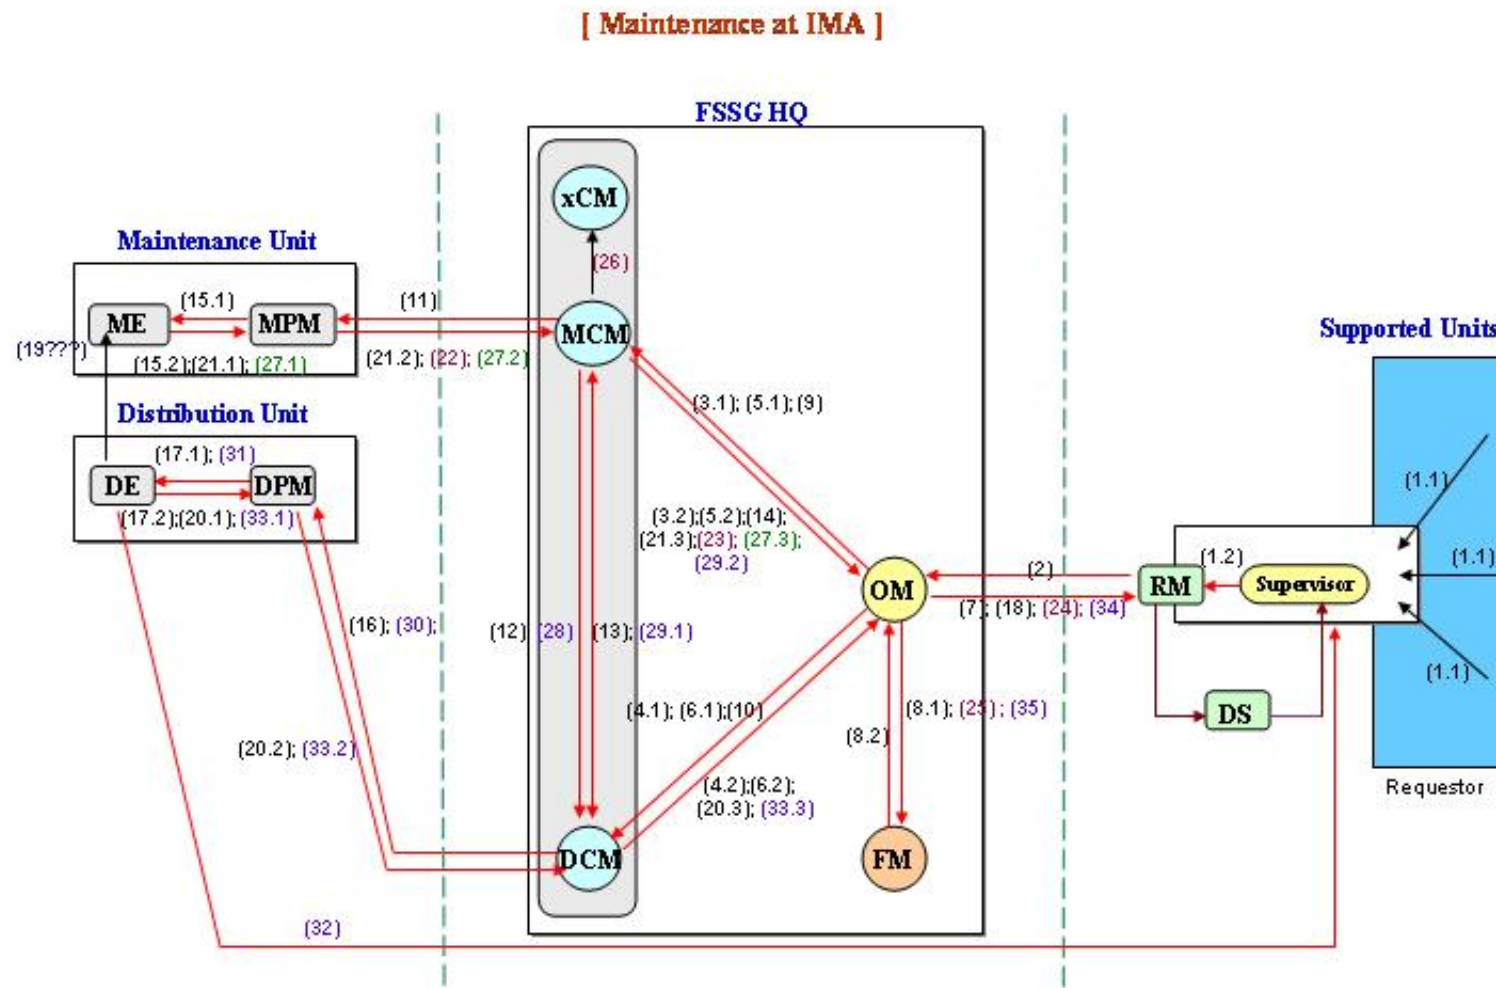 [ Maintenance at IMA ]
FSSG HQ
xCM
(26)
Maintenance Unit
(15.1)
(11)
ME
MPM
MCM
(19???)
(15.2);(21.1); (27.1)
(21.2); (22); (27.2)
Supported Units
(3.1); (5.1); (9)
Distribution Unit
(17.1); (31)
DE
DPM
(17.2);(20.1); (33.1)
(1.1)
(3.2);(5.2);(14);
(21.3);(23); (27.3);
(29.2)
OM
(2)
RM
(1.2)
Supervisor
(1.1)
(7); (18); (24); (34)
(16); (30);
(12); (28)
(13); (29.1)
(1.1)
(4.1); (6.1);(10)
(8.1); (25); (35)
DS
(8.2)
(20.2); (33.2)
(4.2);(6.2);
(20.3); (33.3)
Requestor
DCM
FM
(32)